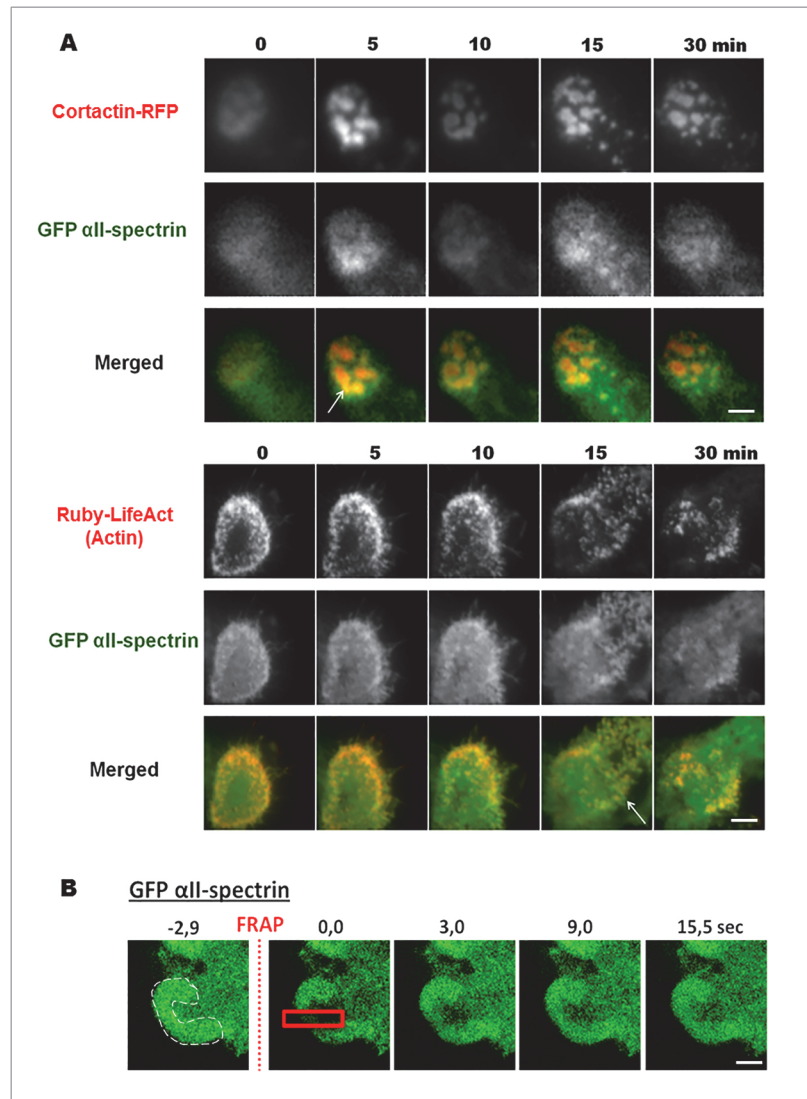 A
0 5 10 15 30 min
Cortactin-RFP
GFP αII-spectrin
Merged
0 5 10 15 30 min
Ruby-LifeAct
(Actin)
GFP αII-spectrin
Merged
B
GFP αII-spectrin
-2,9 FRAP 0,0 3,0 9,0 15,5 sec